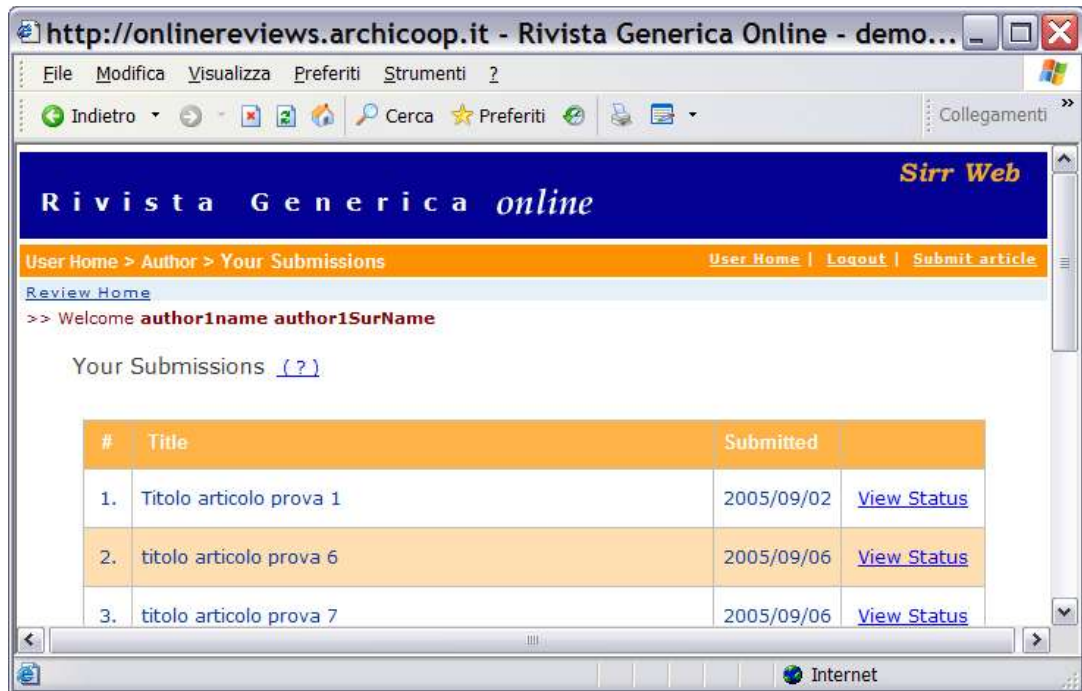 http://onlinereviews.archicoop.it - Rivista Generica Online - demo...
File Modifica Visualizza Preferiti Strumenti ?
Indietro Cerca Preferiti Collegamenti »
Sirr Web
Rivista Generica online
User Home > Author > Your Submissions User Home | Logout | Submit article
Review Home
>> Welcome author1name author1SurName
Your Submissions (?)
# Title Submitted
1. Titolo articolo prova 1 2005/09/02 View Status
2. titolo articolo prova 6 2005/09/06 View Status
3. titolo articolo prova 7 2005/09/06 View Status
Internet